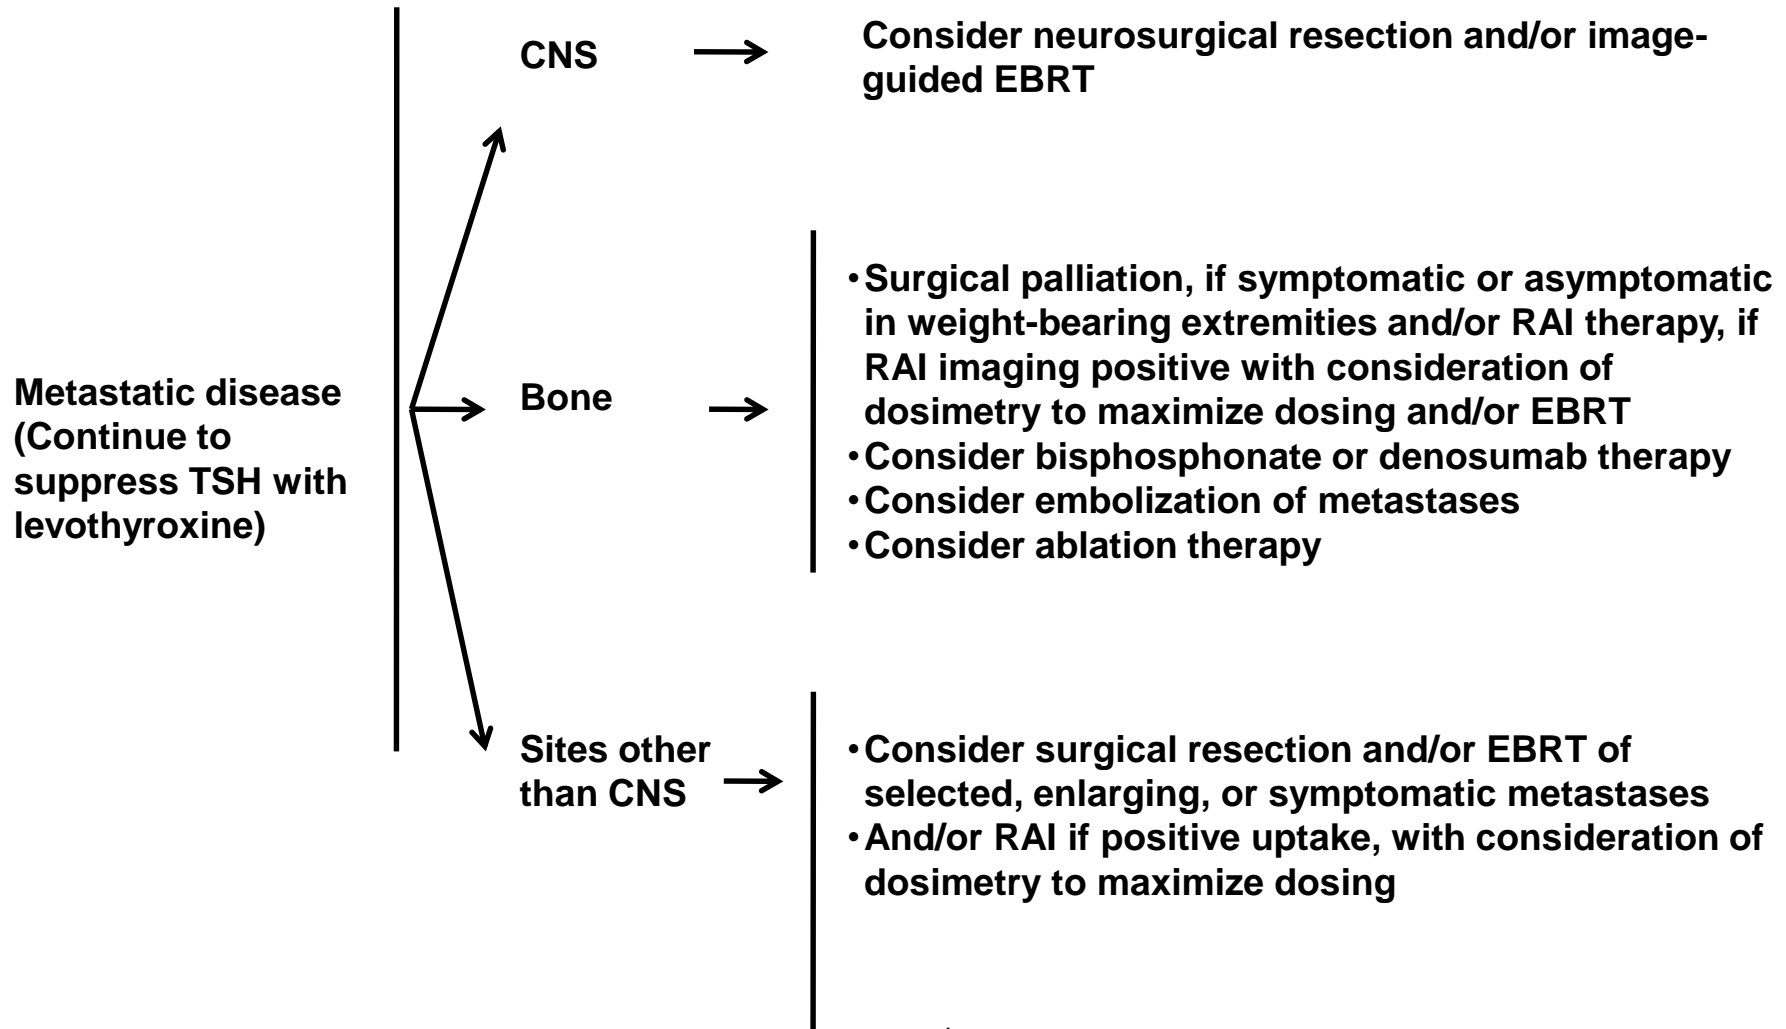 CNS
Consider neurosurgical resection and/or image-
guided EBRT
Metastatic disease
(Continue to
suppress TSH with
levothyroxine)
Bone
•Surgical palliation, if symptomatic or asymptomatic
in weight-bearing extremities and/or RAI therapy, if
RAI imaging positive with consideration of
dosimetry to maximize dosing and/or EBRT
•Consider bisphosphonate or denosumab therapy
•Consider embolization of metastases
•Consider ablation therapy
Sites other
than CNS
•Consider surgical resection and/or EBRT of
selected, enlarging, or symptomatic metastases
•And/or RAI if positive uptake, with consideration of
dosimetry to maximize dosing